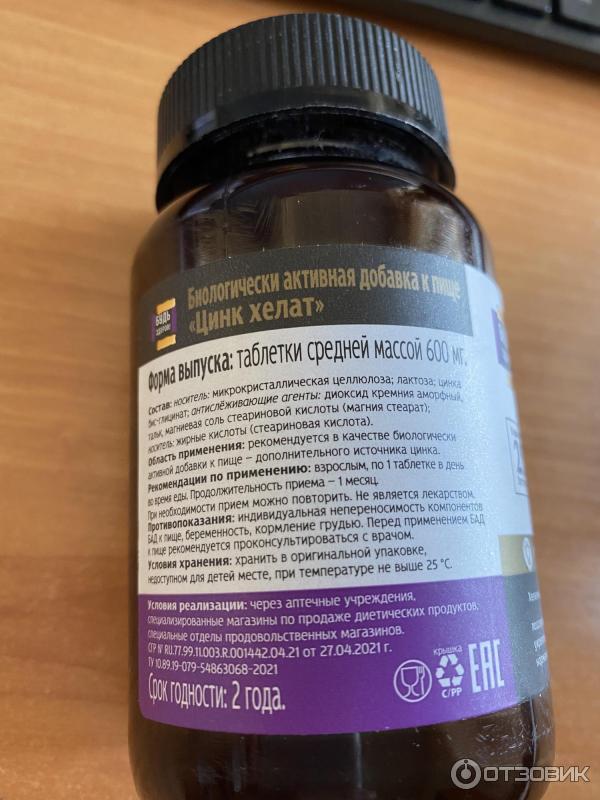 БУДЬ
ЗДОРОВ!
Биологически активная добавка к пище
«Цинк хелат»
Форма выпуска: таблетки средней массой 600 мг.
Состав: носитель: микрокристаллическая целлюлоза; лактоза; цинка
бис-глицинат; антислёживающие агенты: диоксид кремния аморфный,
тальк, магниевая соль стеариновой кислоты (магния стеарат);
носитель: жирные кислоты (стеариновая кислота).
Область применения: рекомендуется в качестве биологически
активной добавки к пище – дополнительного источника цинка.
Рекомендации по применению: взрослым, по 1 таблетке в день
во время еды. Продолжительность приема – 1 месяц.
При необходимости прием можно повторить. Не является лекарством.
Противопоказания: индивидуальная непереносимость компонентов
БАД к пище, беременность, кормление грудью. Перед применением БАД
к пище рекомендуется проконсультироваться с врачом.
Условия хранения: хранить в оригинальной упаковке,
недоступном для детей месте, при температуре не выше 25 °С.
Условия реализации: через аптечные учреждения,
специализированные магазины по продаже диетических продуктов,
специальные отделы продовольственных магазинов.
СГР № RU.77.99.11.003.R.001442.04.21 от 27.04.2021 г.
ТУ 10.89.19-079-54863068-2021
Срок годности: 2 года.
крышка
C/PP
EAC
ОТЗОВИК